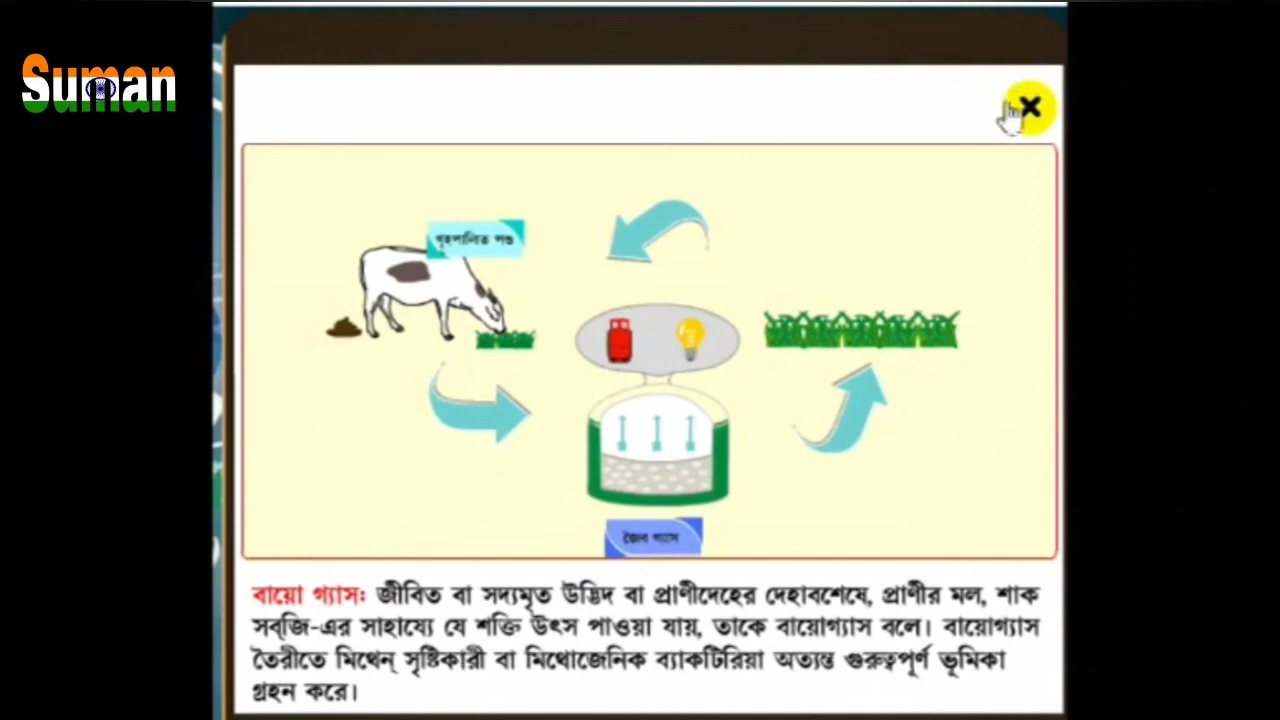 Suman
গৃহপালিত পশু
জৈব গ্যাস
বায়ো গ্যাসঃ জীবিত বা সদ্যমৃত উদ্ভিদ বা প্রাণীদেহের দেহাবশেষে, প্রাণীর মল, শাক
সব্জি-এর সাহায্যে যে শক্তি উৎস পাওয়া যায়, তাকে বায়োগ্যাস বলে। বায়োগ্যাস
তৈরীতে মিথেন্ সৃষ্টিকারী বা মিথোজেনিক ব্যাকটিরিয়া অত্যন্ত গুরুত্বপূর্ণ ভূমিকা
গ্রহন করে।